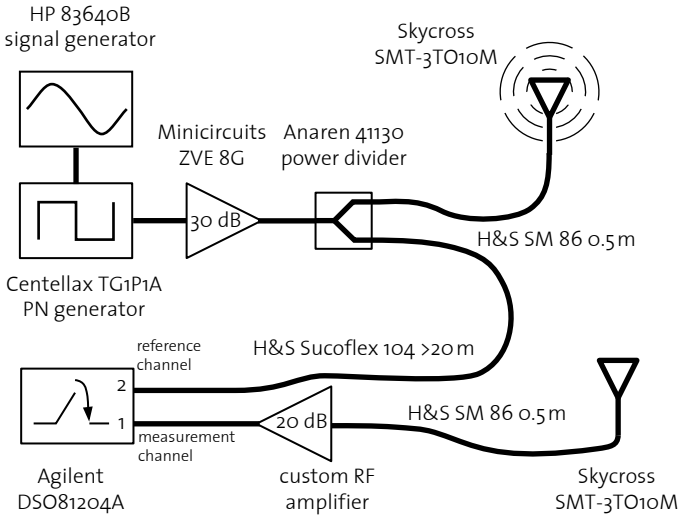 HP 83640B
signal generator
Skycross
SMT-3TO10M
Minicircuits
ZVE 8G
Anaren 41130
power divider
30 dB
H&S SM 86 0.5 m
Centellax TG1P1A
PN generator
reference
channel
H&S Sucoflex 104 >20 m
2
1
measurement
channel
20 dB
H&S SM 86 0.5 m
Agilent
DSO81204A
custom RF
amplifier
Skycross
SMT-3TO10M